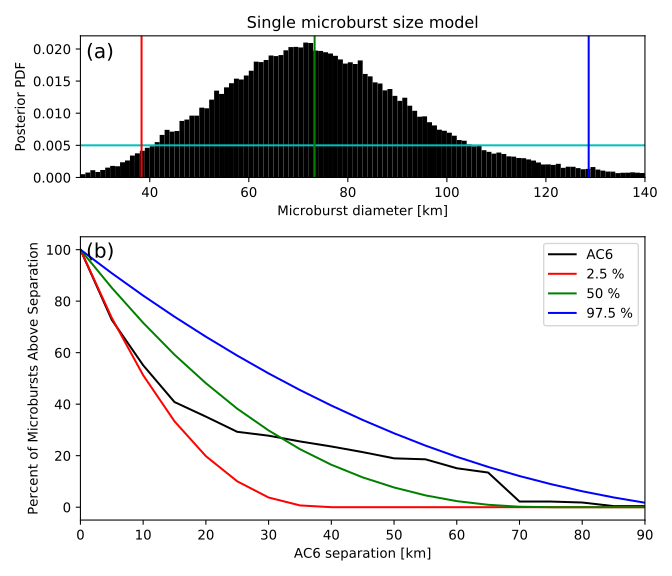 Single microburst size model
(a)
Posterior PDF
0.020
0.015
0.010
0.005
0.000
40 60 80 100 120 140
Microburst diameter [km]
(b)
Percent of Microbursts Above Separation
100
80
60
40
20
0
AC6
2.5 %
50 %
97.5 %
0 10 20 30 40 50 60 70 80 90
AC6 separation [km]